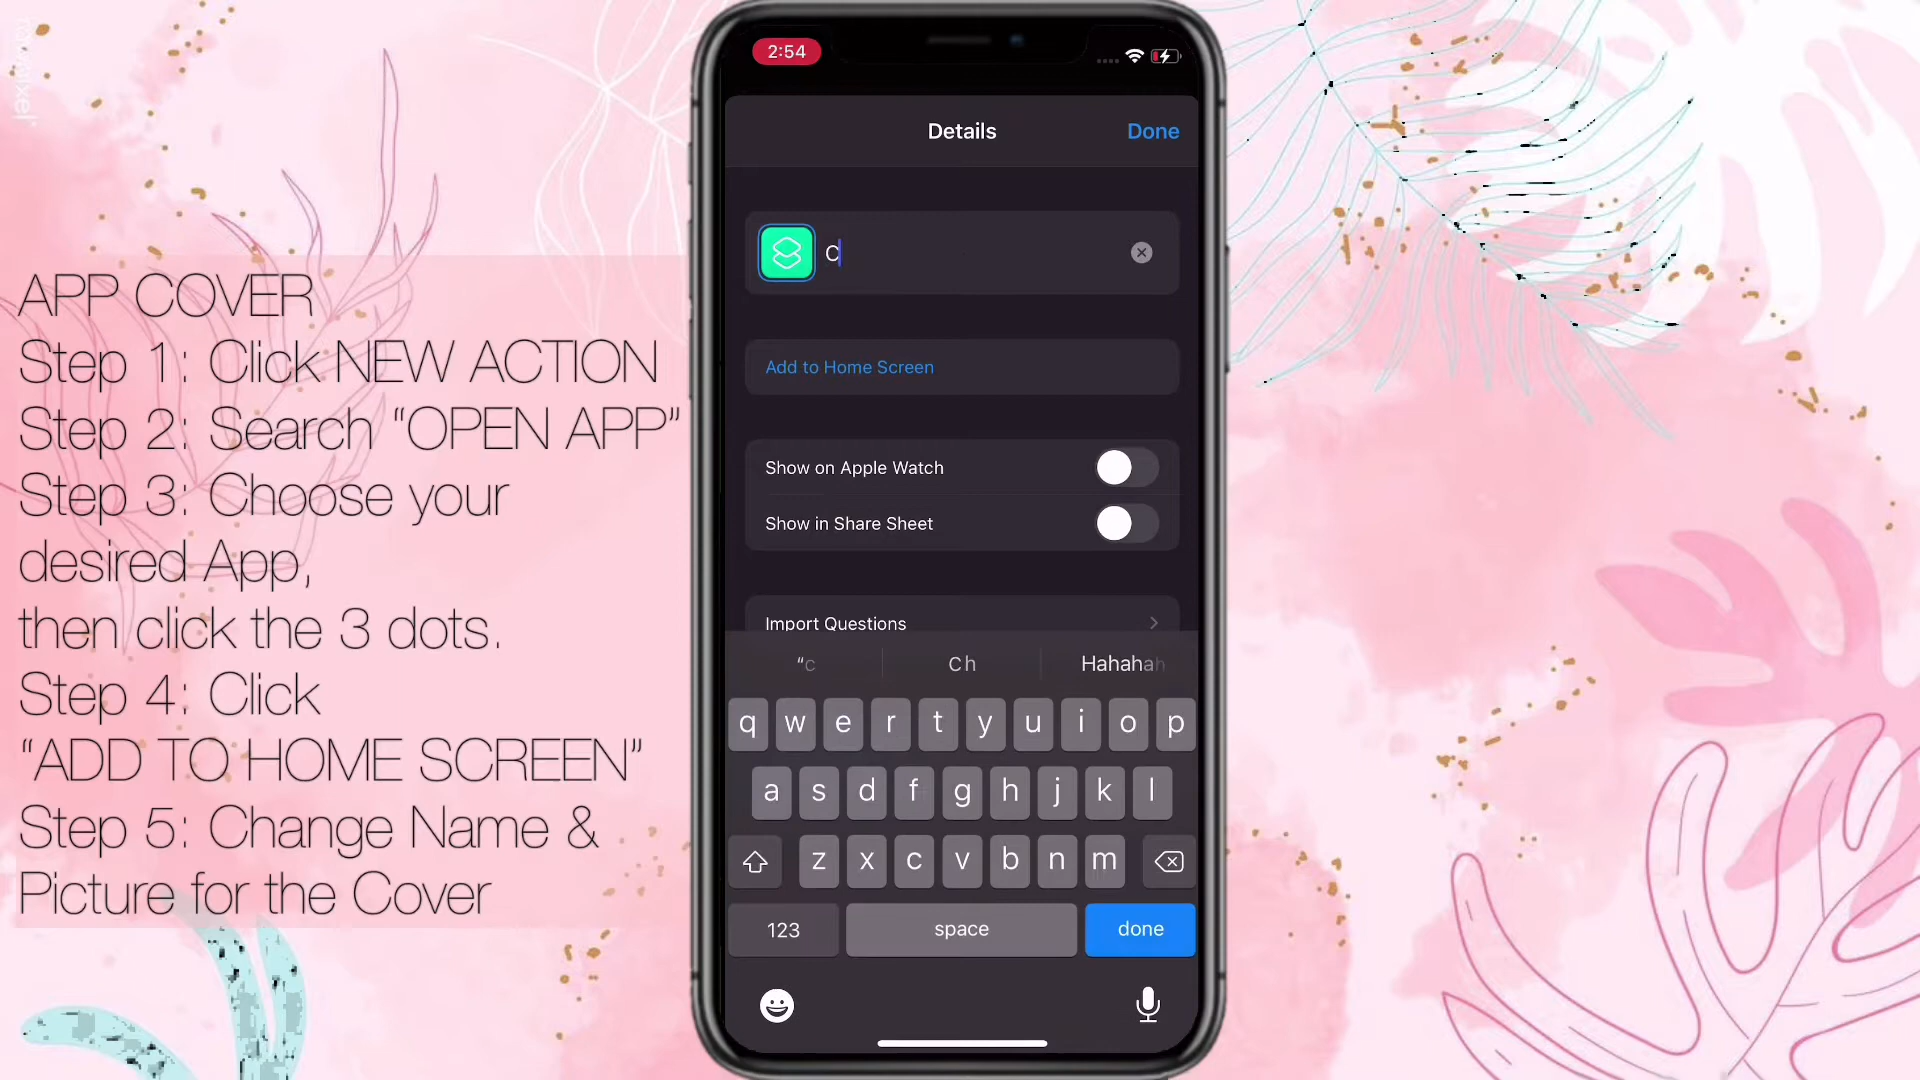 rawpixel
APP COVER
Step 1: Click NEW ACTION
Step 2: Search “OPEN APP”
Step 3: Choose your
desired App,
then click the 3 dots.
Step 4: Click
“ADD TO HOME SCREEN”
Step 5: Change Name &
Picture for the Cover
2:54
Details
Done
C
Add to Home Screen
Show on Apple Watch
Show in Share Sheet
Import Questions
“c
Ch
Hahahah
q w e r t y u i o p
a s d f g h j k l
z x c v b n m
123
space
done